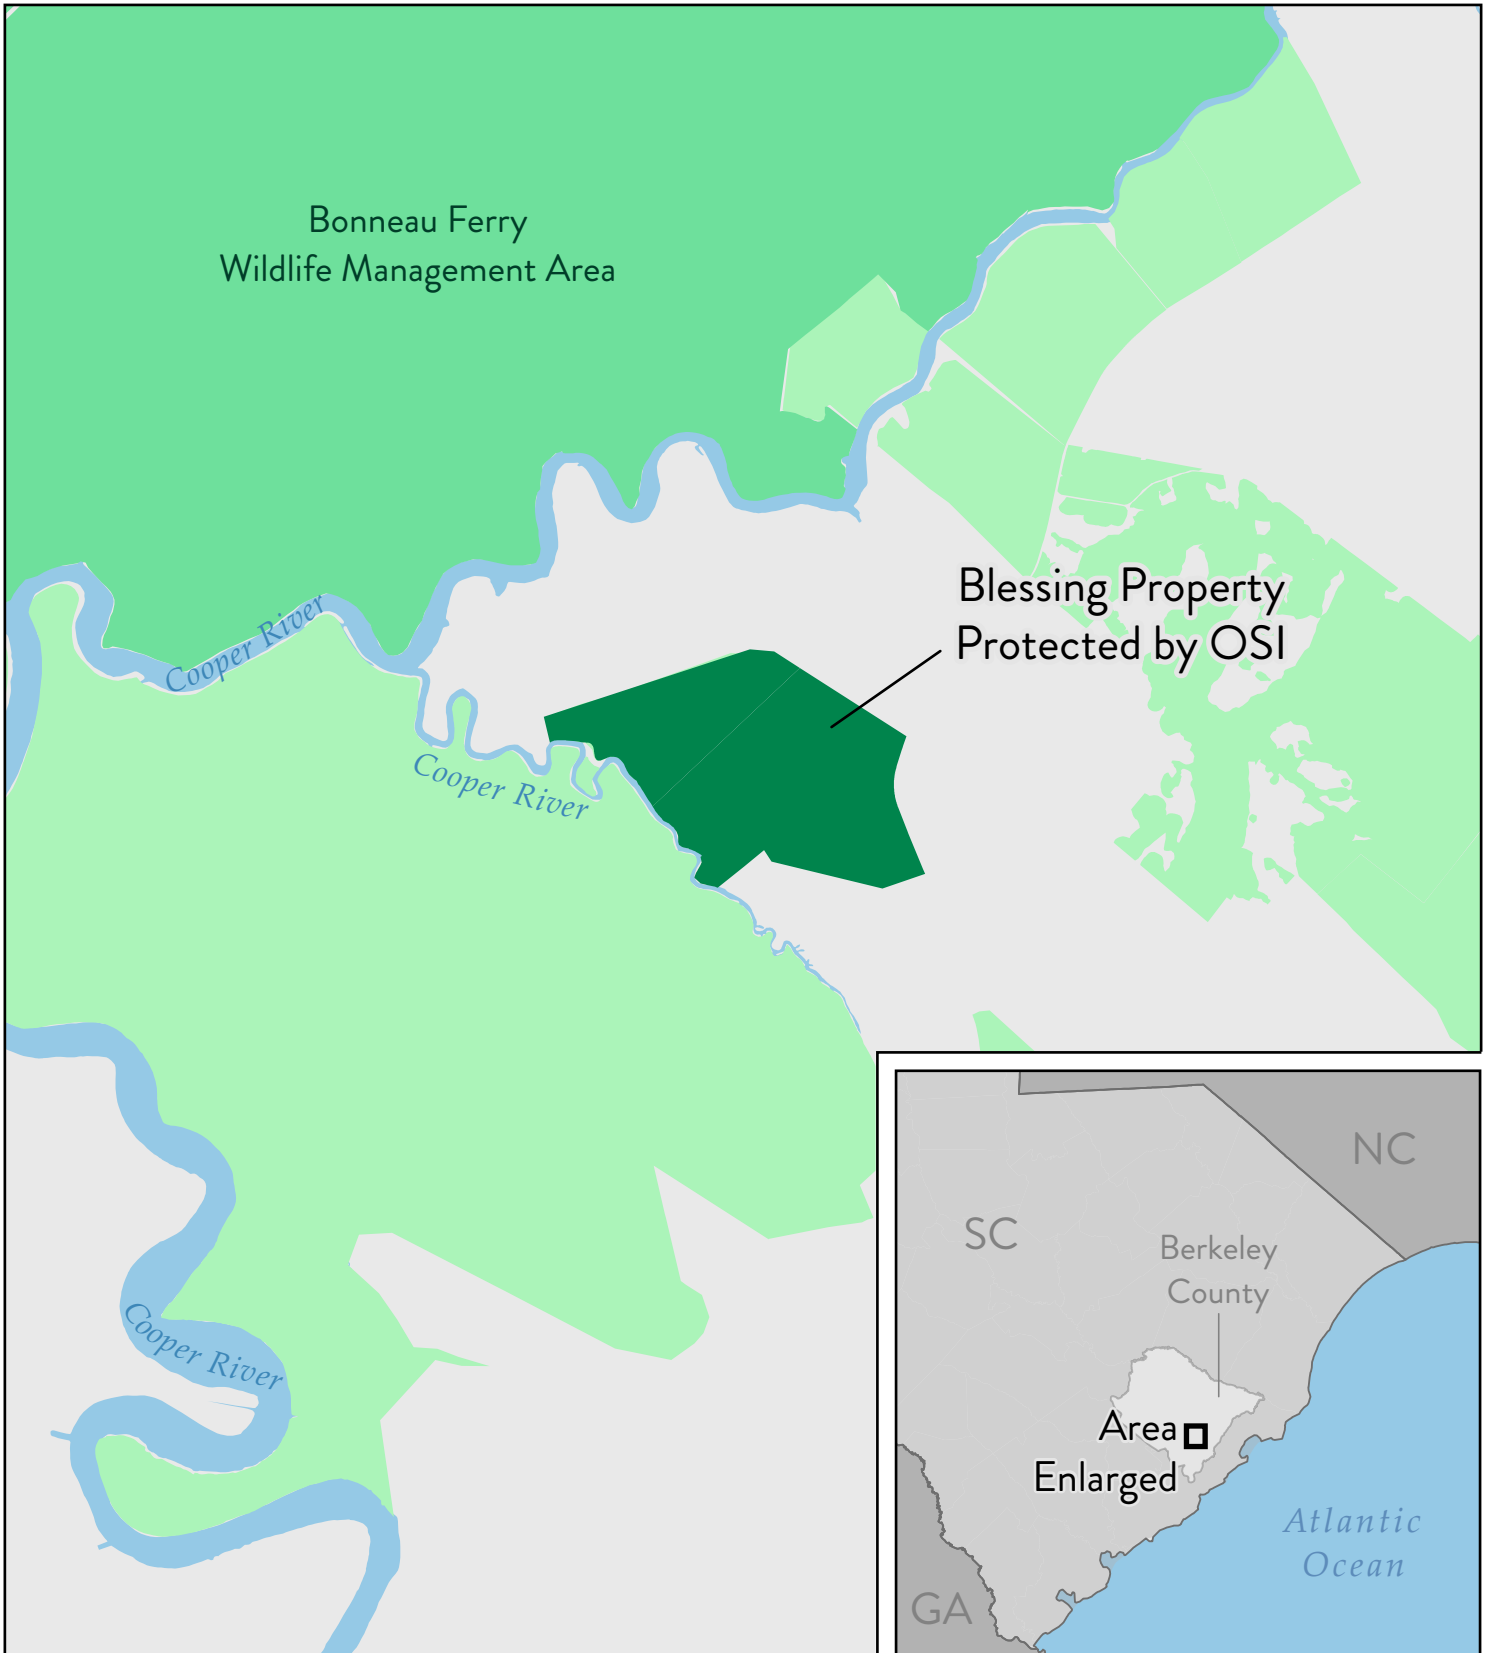 Bonneau Ferry
Wildlife Management Area
Blessing Property
Protected by OSI
Cooper River
Cooper River
Cooper River
NC
SC
Berkeley
County
Area
Enlarged
Atlantic
Ocean
GA